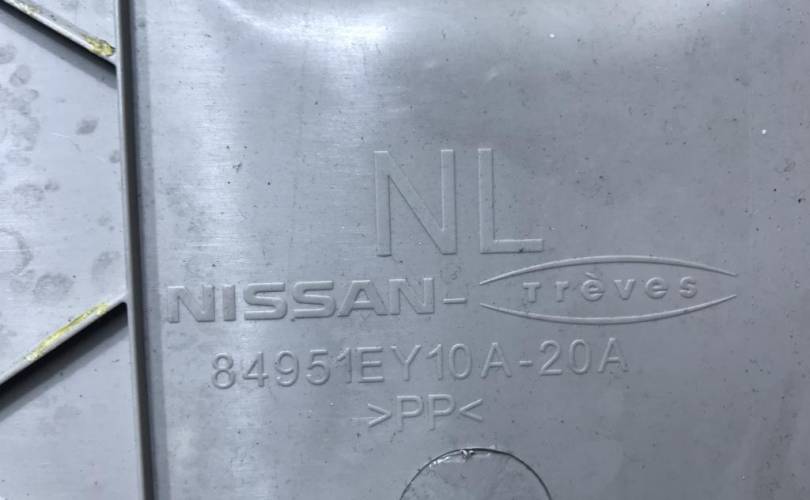 NL
NISSAN- Trèves
84951EY10A-20A
>PP<